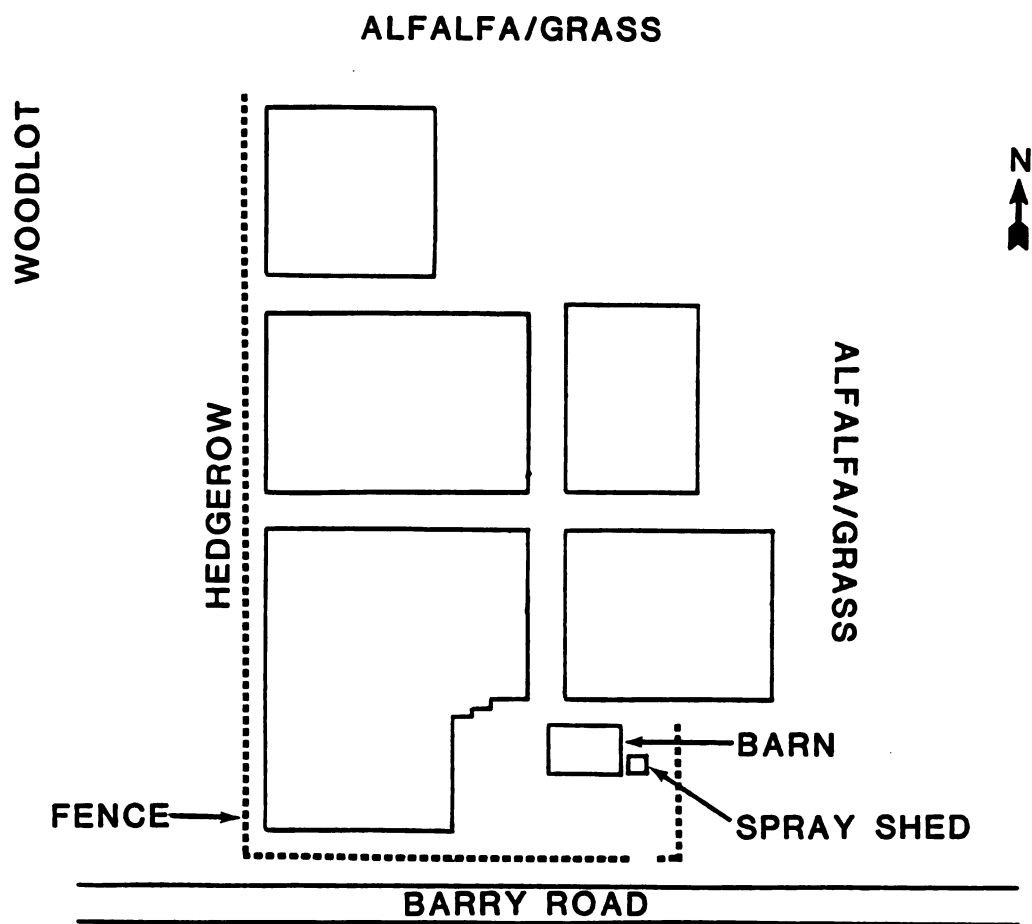 ALFALFA/GRASS
WOODLOT
N
HEDGEROW
ALFALFA/GRASS
BARN
FENCE
SPRAY SHED
BARRY ROAD